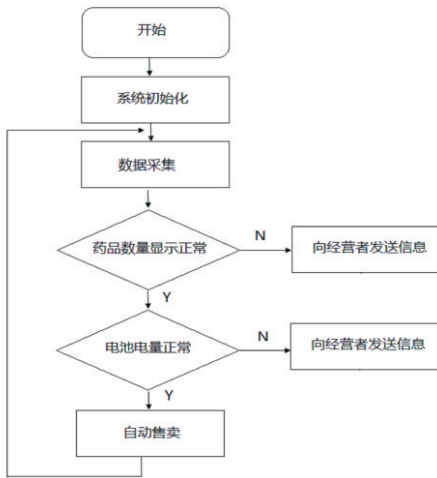 开始
系统初始化
数据采集
药品数量显示正常
N
向经营者发送信息
Y
电池电量正常
N
向经营者发送信息
Y
自动售卖